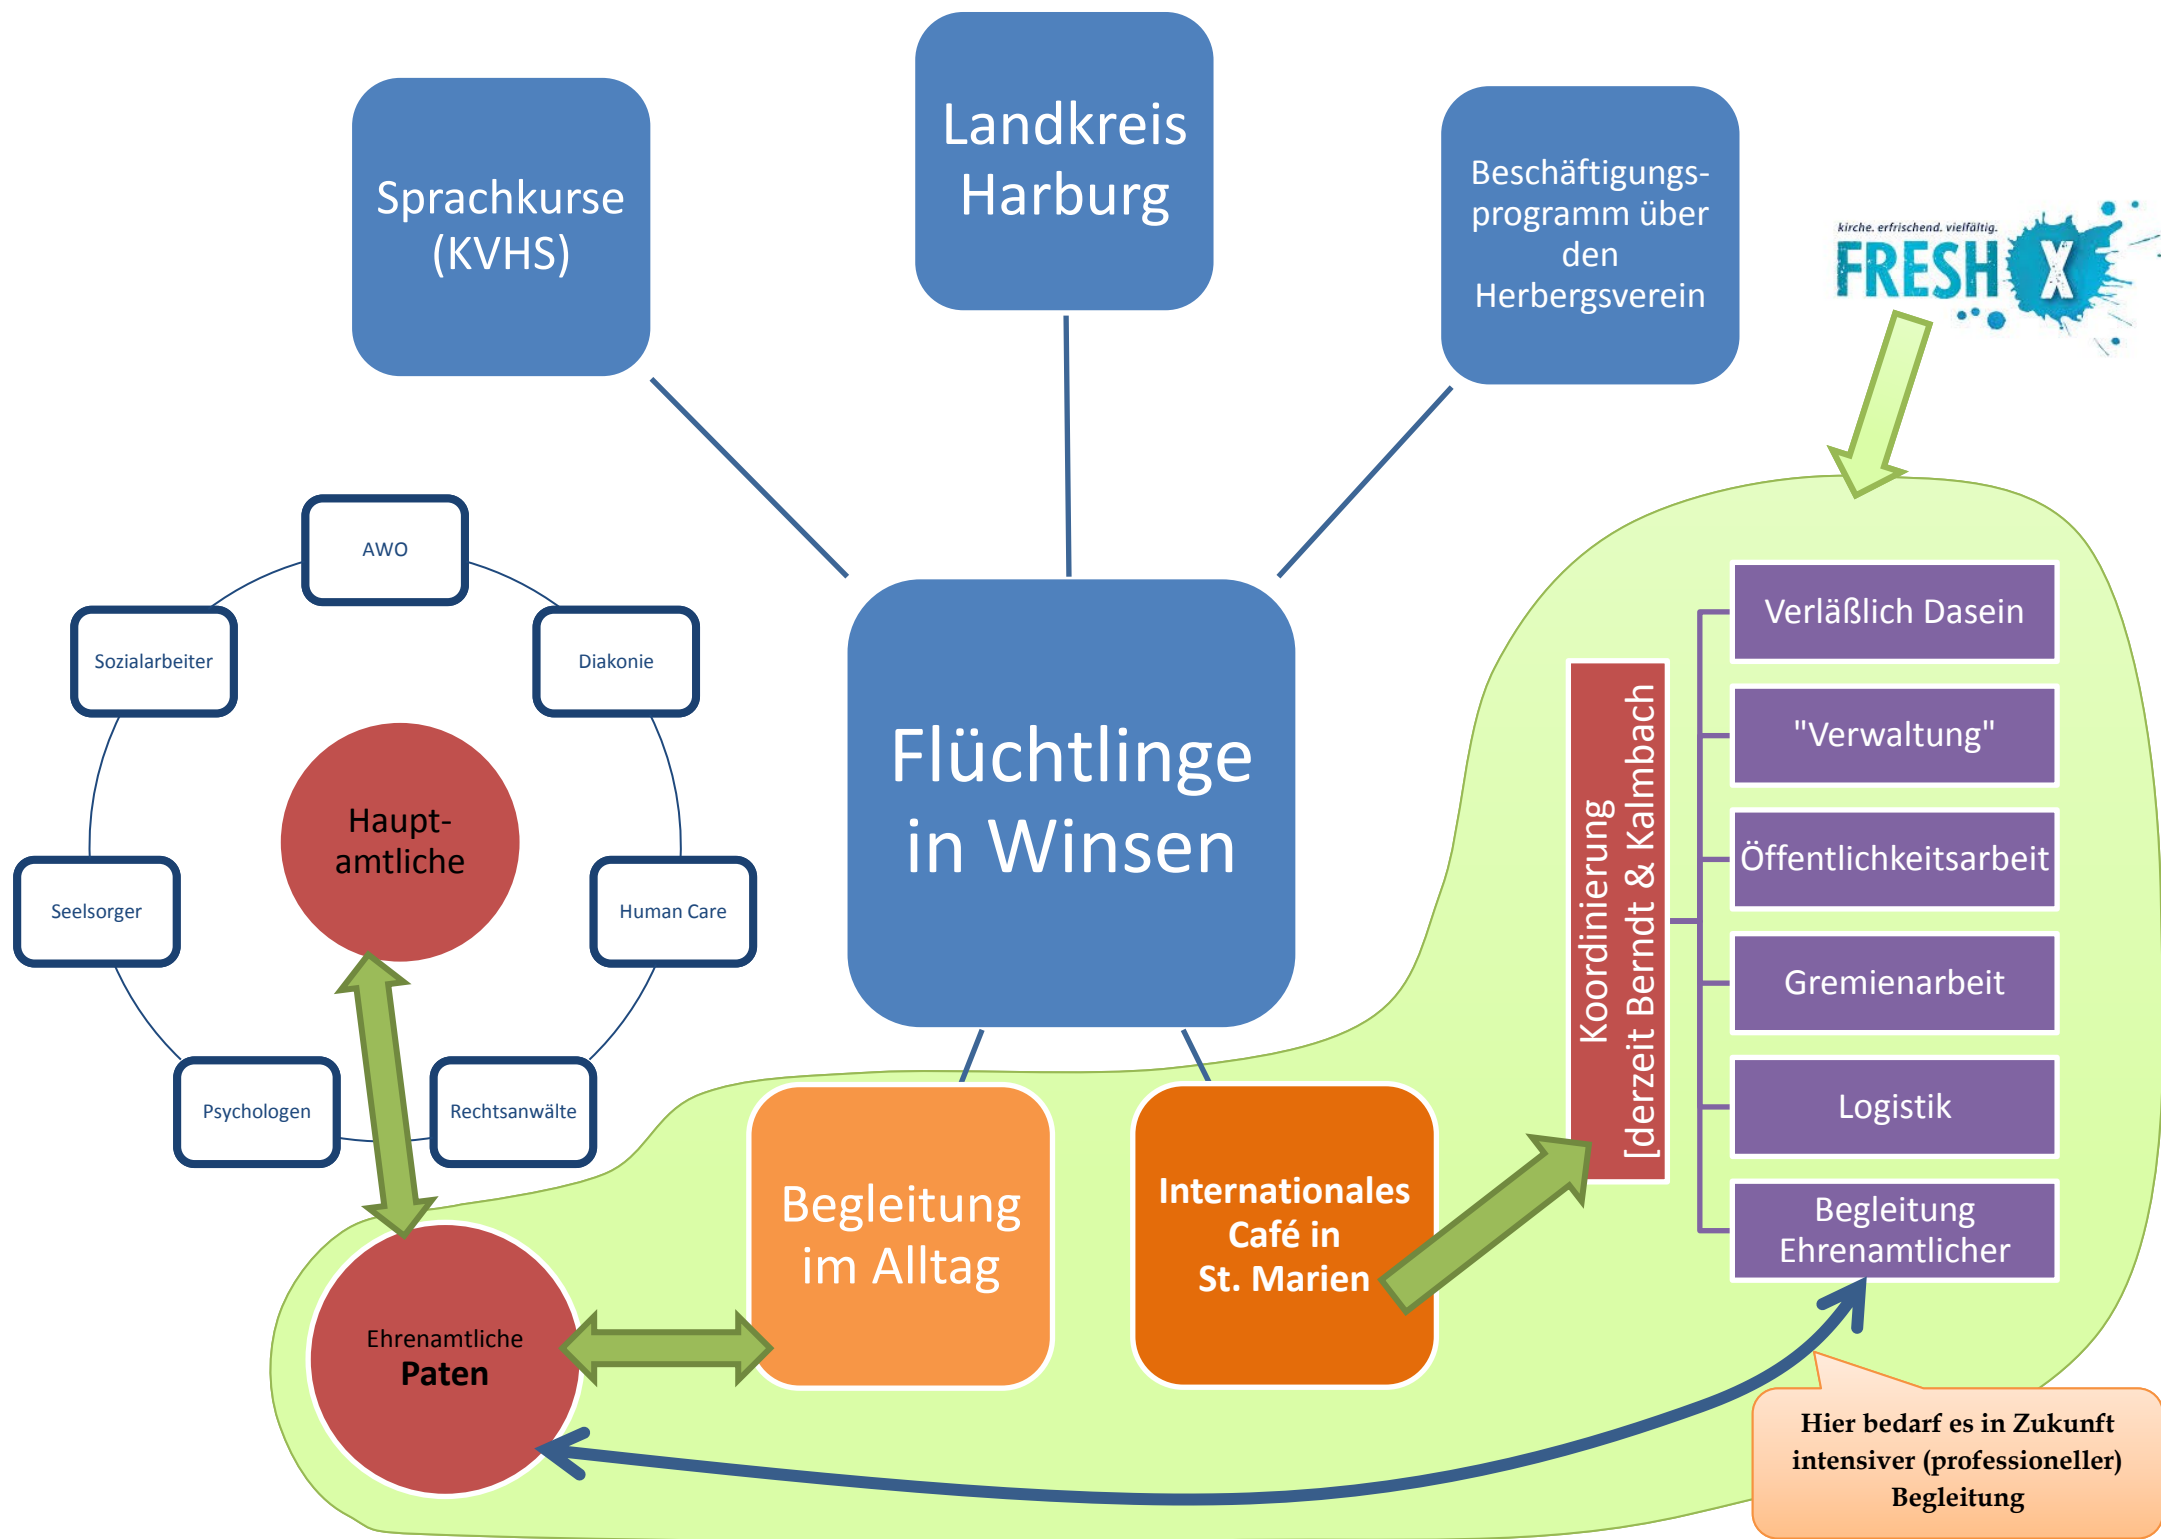 Landkreis
Harburg
Sprachkurse
(KVHS)
Beschäftigungs-
programm über
den
Herbergsverein
kirche. erfrischend. vielfältig.
FRESH X
AWO
Sozialarbeiter
Diakonie
Haupt-
amtliche
Seelsorger
Human Care
Psychologen
Rechtsanwälte
Flüchtlinge
in Winsen
Koordinierung
[derzeit Berndt & Kalmbach
Verläßlich Dasein
"Verwaltung"
Öffentlichkeitsarbeit
Gremienarbeit
Logistik
Begleitung
Ehrenamtlicher
Begleitung
im Alltag
Internationales
Café in
St. Marien
Ehrenamtliche
Paten
Hier bedarf es in Zukunft
intensiver (professioneller)
Begleitung